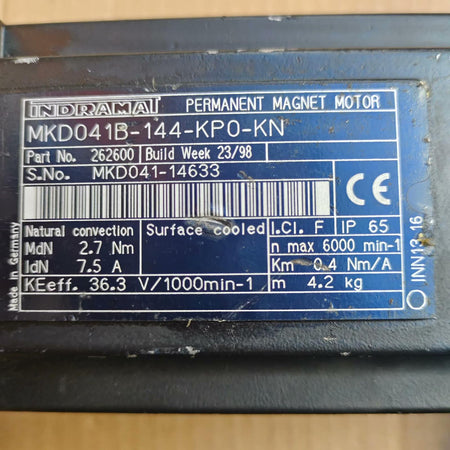 INDRAMAT PERMANENT MAGNET MOTOR
MKD041B-144-KP0-KN
Part No. 262600 Build Week 23/98
S.No. MKD041-14633
CE
Natural convection Surface cooled I.Cl. F IP 65
MdN 2.7 Nm n max 6000 min-1
IdN 7.5 A Km 0.4 Nm/A
KEeff. 36.3 V/1000min-1 m 4.2 kg
Made in Germany
INN13-16